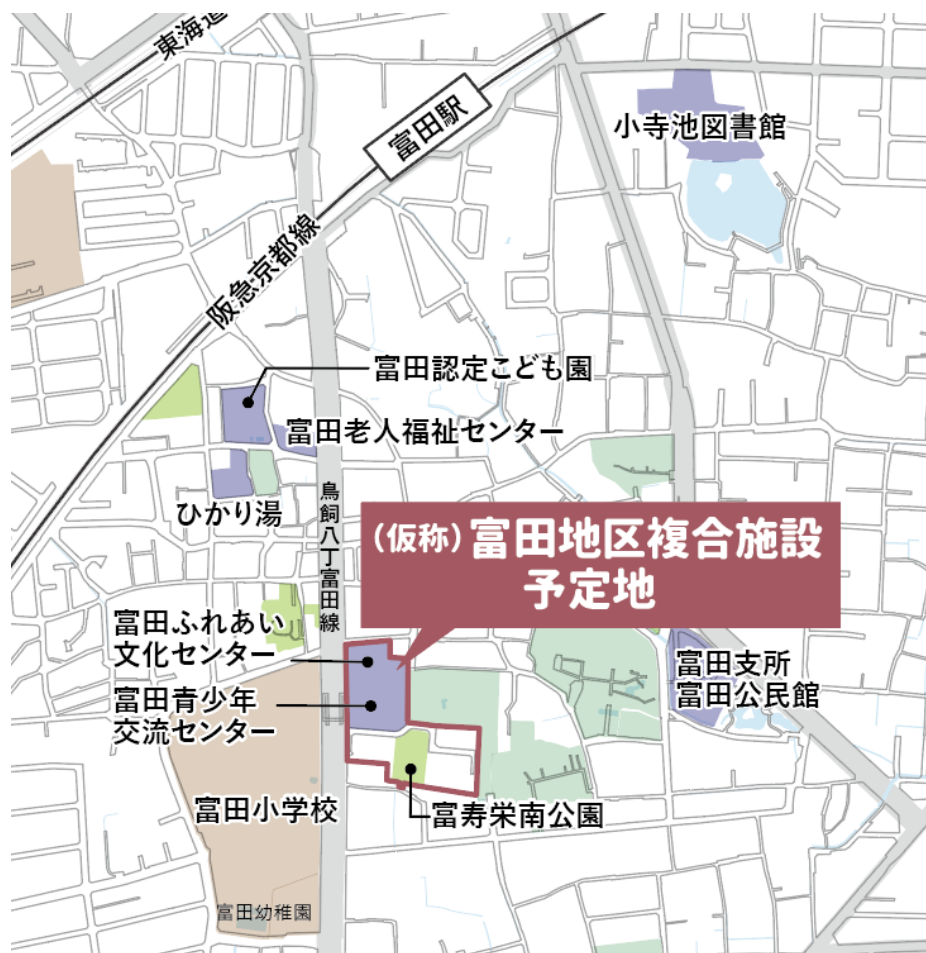 東海道
富田駅
小寺池図書館
阪急京都線
富田認定こども園
富田老人福祉センター
ひかり湯
鳥飼八丁富田線
(仮称)富田地区複合施設
予定地
富田ふれあい
文化センター
富田支所
富田公民館
富田青少年
交流センター
富田小学校
富寿栄南公園
富田幼稚園